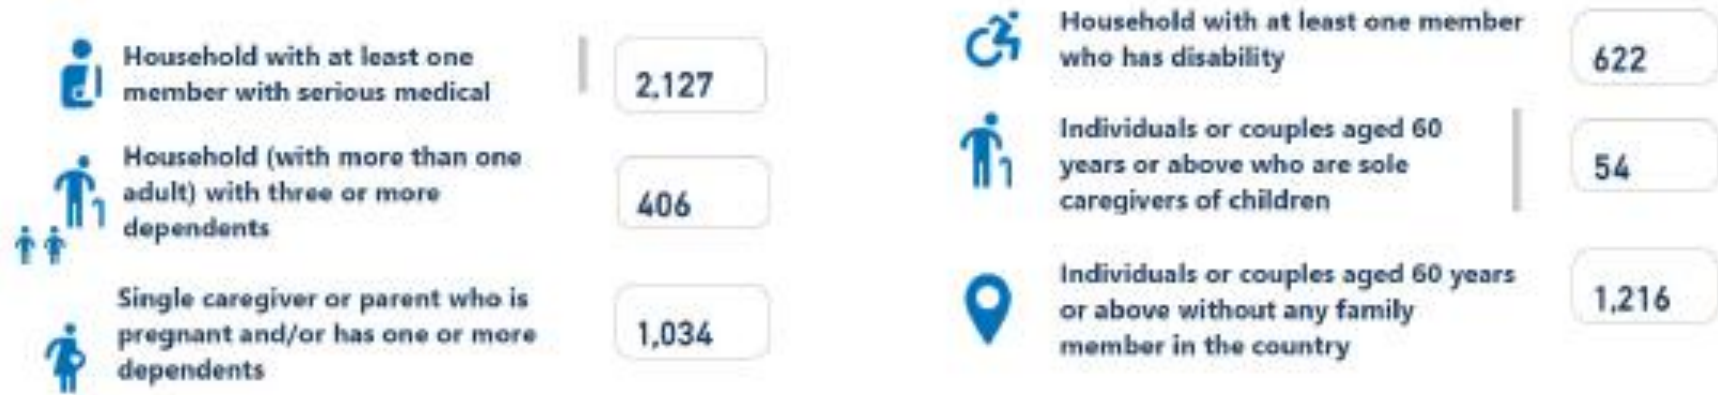 Household with at least one
member with serious medical
2,127
Household (with more than one
adult) with three or more
dependents
406
Single caregiver or parent who is
pregnant and/or has one or more
dependents
1,034
Household with at least one member
who has disability
622
Individuals or couples aged 60
years or above who are sole
caregivers of children
54
Individuals or couples aged 60 years
or above without any family
member in the country
1,216